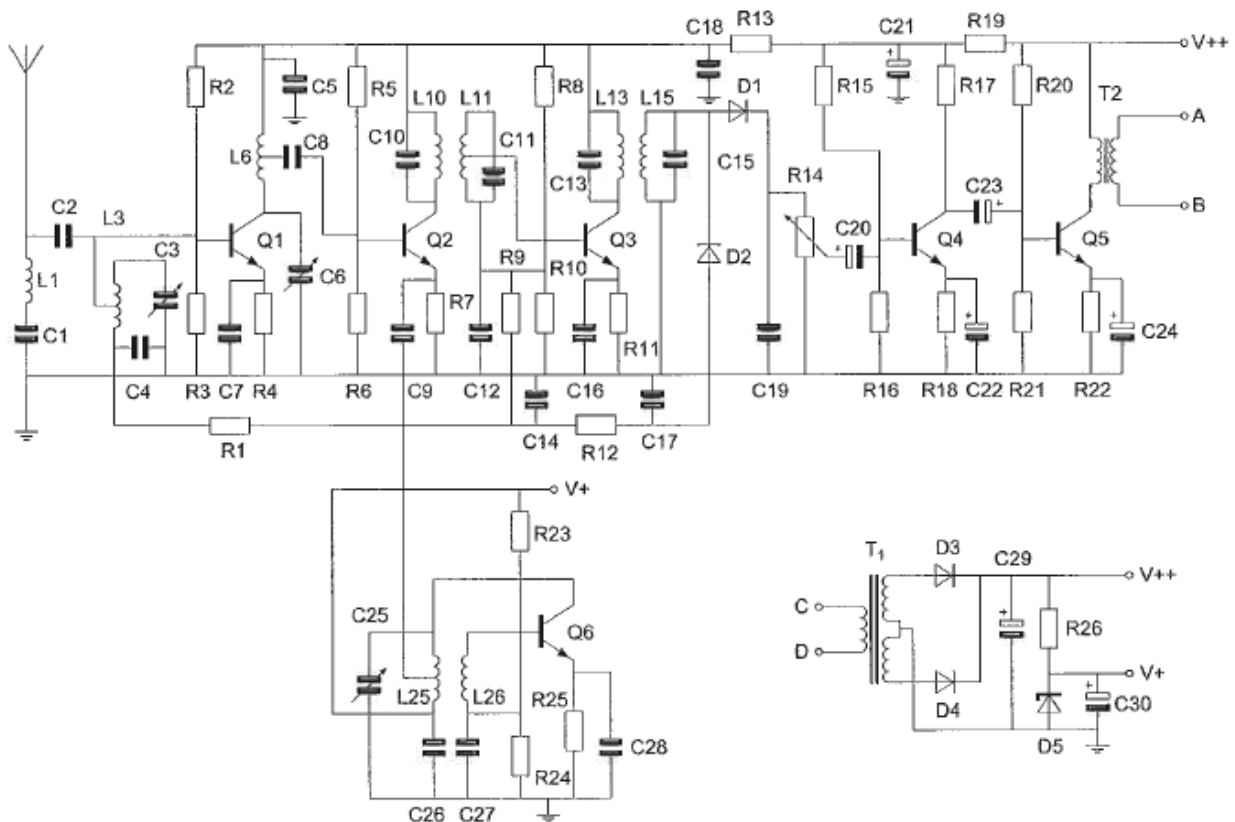 C18 R13 C21 R19
V++
R2 C5 R5 L10 L11 R8 L13 L15 D1 R15 R17 R20 T2
C10 C11 A
C8 C15
L6 C13 R14
C2 L3 C23 B
C3 Q1 Q2 Q3 C20 Q4 Q5
C6 R9 R10 D2
L1 R7
C1 R11 C24
C4 R3 C7 R4 R6 C9 C12 C16 C19 R16 R18 C22 R21 R22
R1 C14 R12 C17
V+
R23
T1 D3 C29
V++
C25 Q6 C
R26
D
L25 L26 R25 V+
C30
D4
R24 C28 D5
C26 C27
+
+
+
+
+
+
+